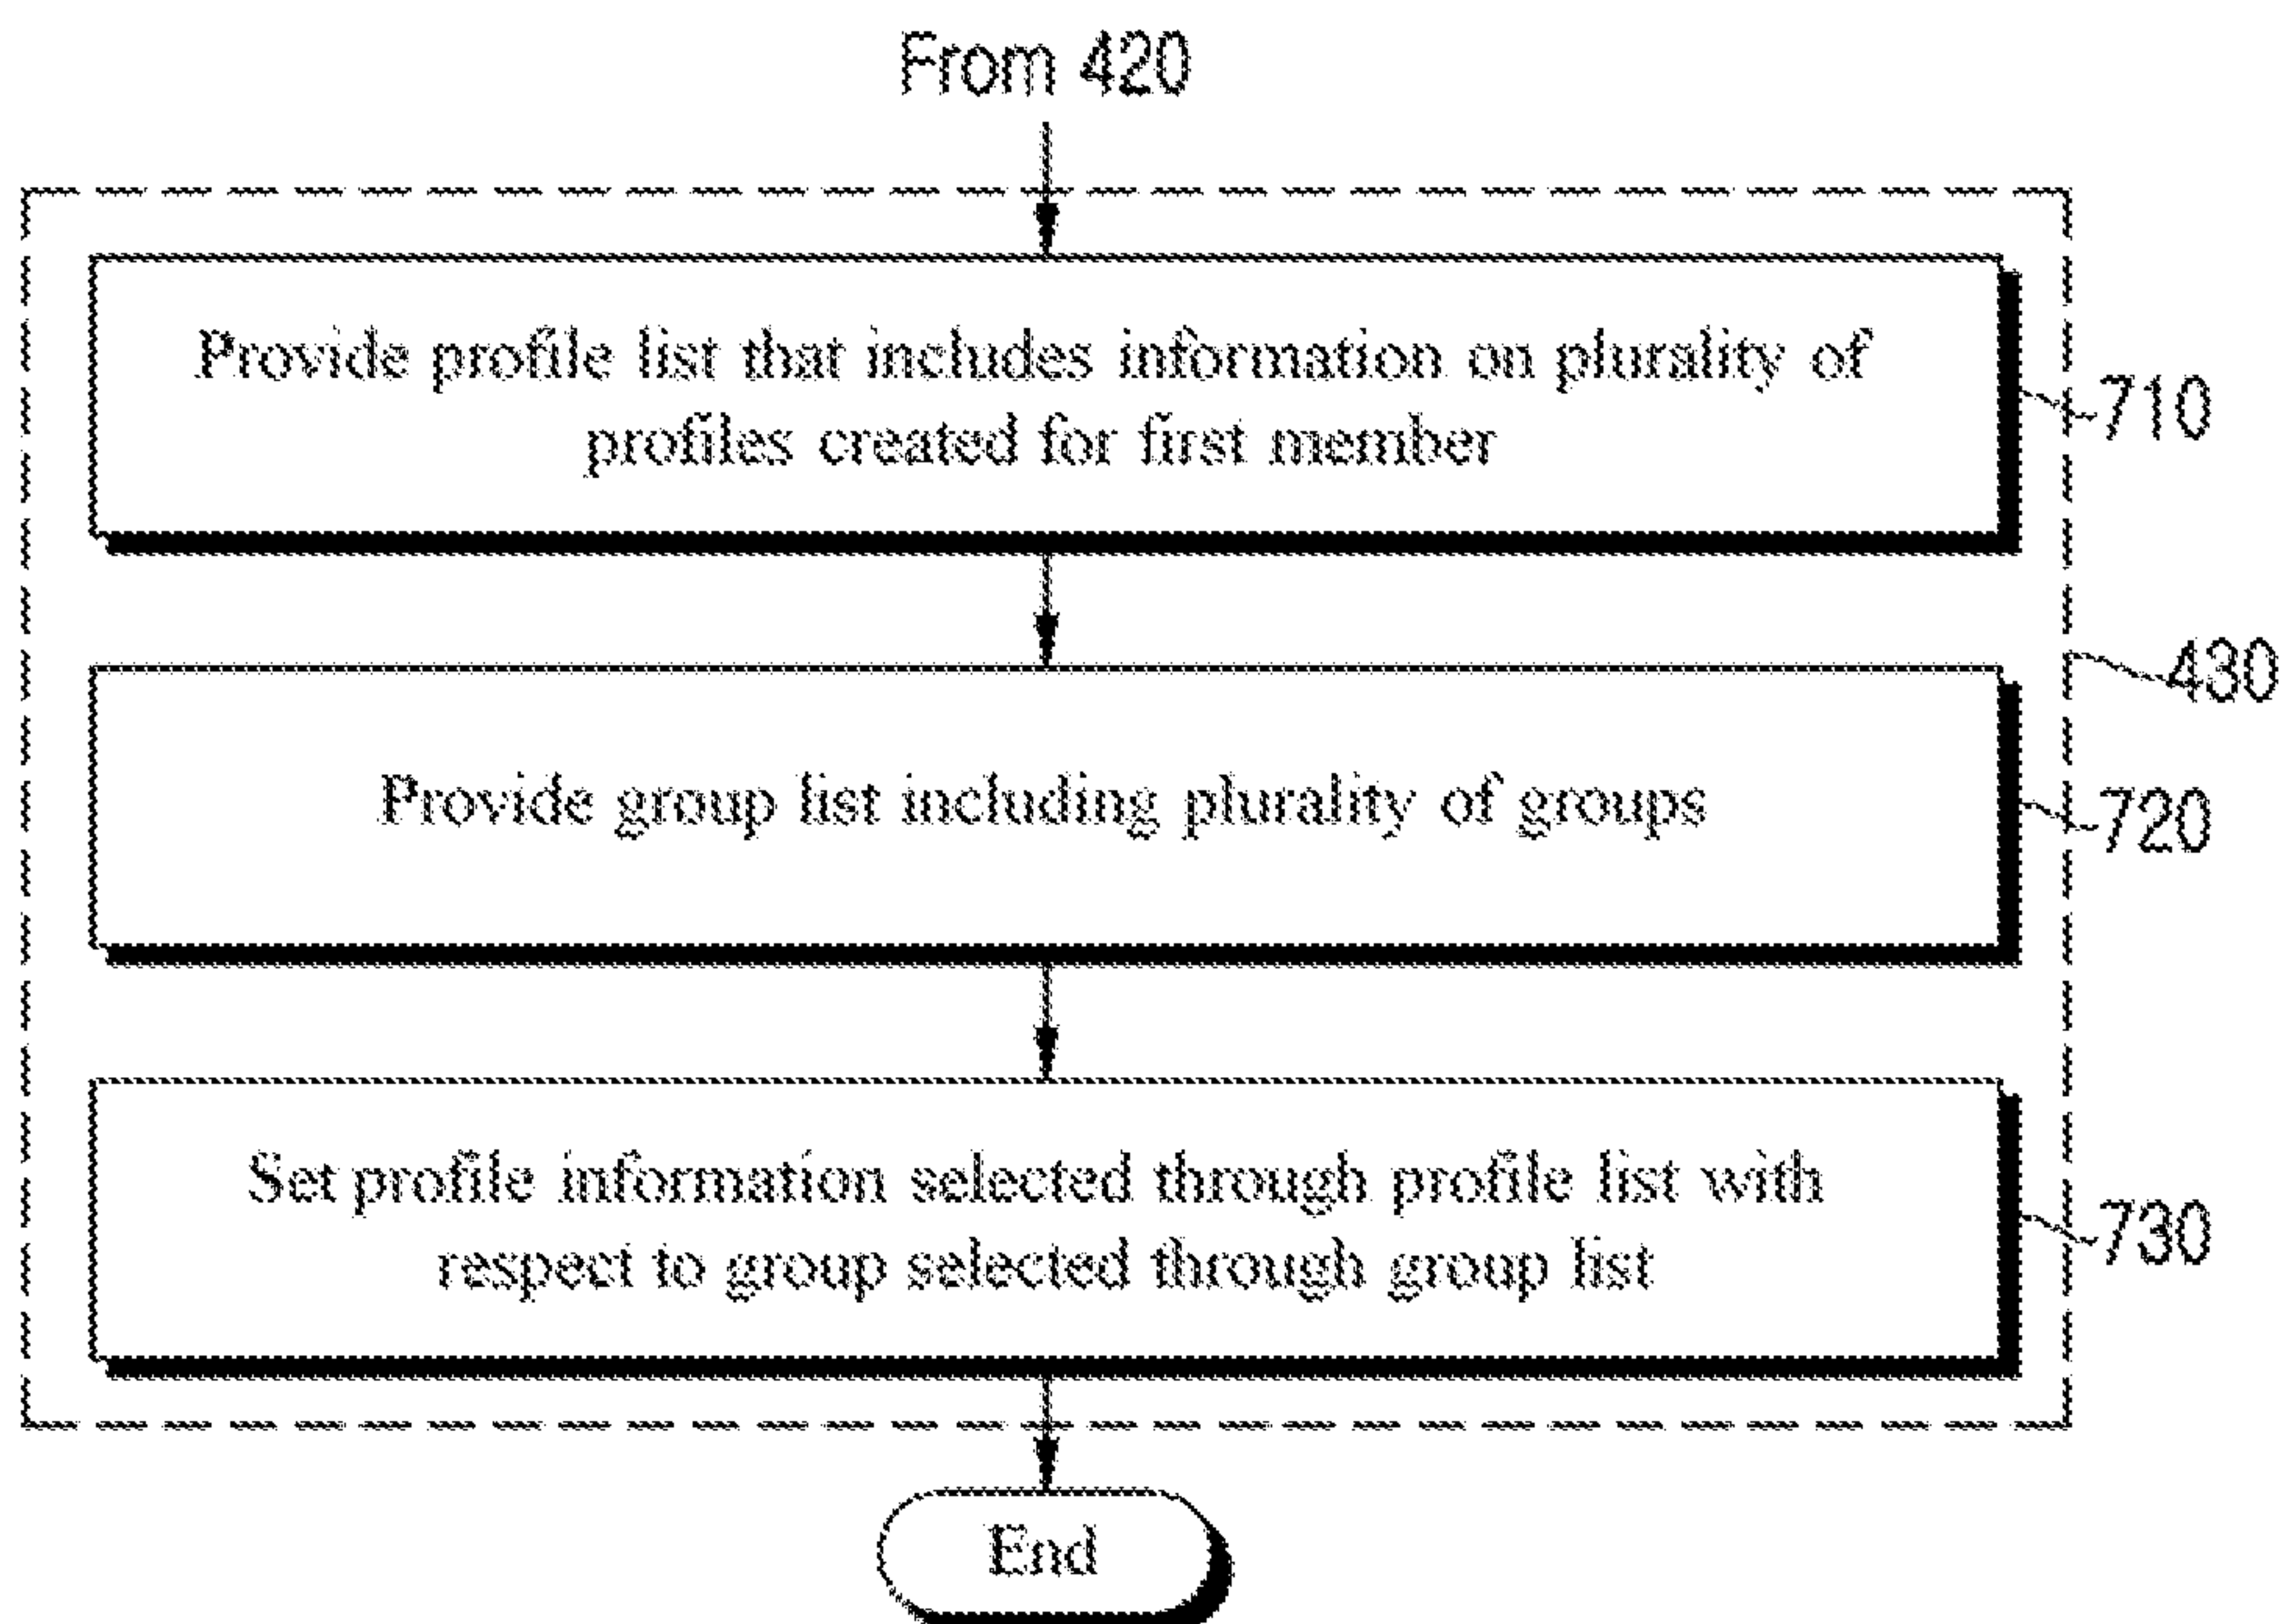 From 420
Provide profile list that includes information on plurality of
profiles created for first member
710
430
Provide group list including plurality of groups
720
Set profile information selected through profile list with
respect to group selected through group list
730
End